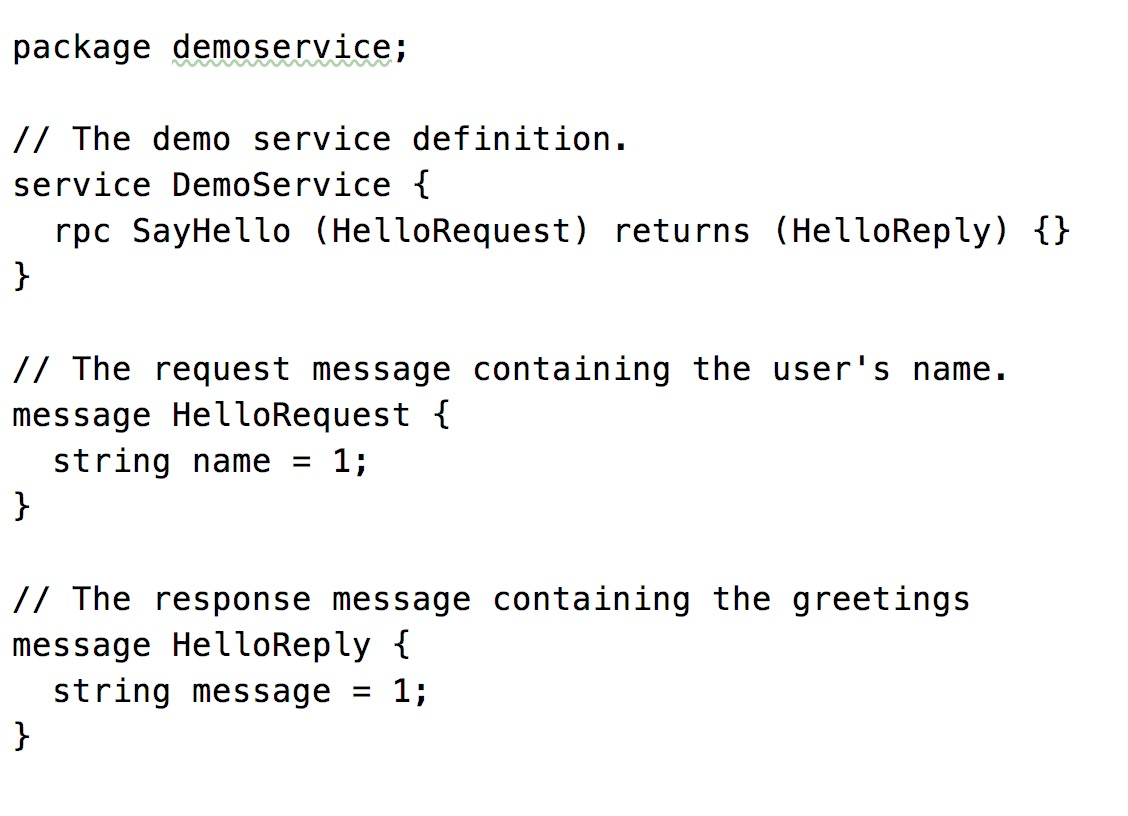 package demoservice;
// The demo service definition.
service DemoService {
  rpc SayHello (HelloRequest) returns (HelloReply) {}
}
// The request message containing the user's name.
message HelloRequest {
  string name = 1;
}
// The response message containing the greetings
message HelloReply {
  string message = 1;
}